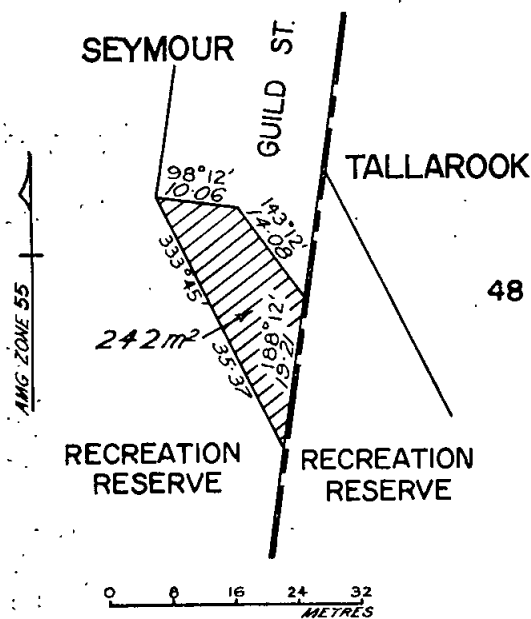 SEYMOUR
GUILD ST.
TALLAROOK
98°12'
10·06
143°12'
14·08
333°45'
35·37
188°12'
19·21
242m²
48
AMG ZONE 55
RECREATION
RESERVE
RECREATION
RESERVE
0 8 16 24 32
METRES